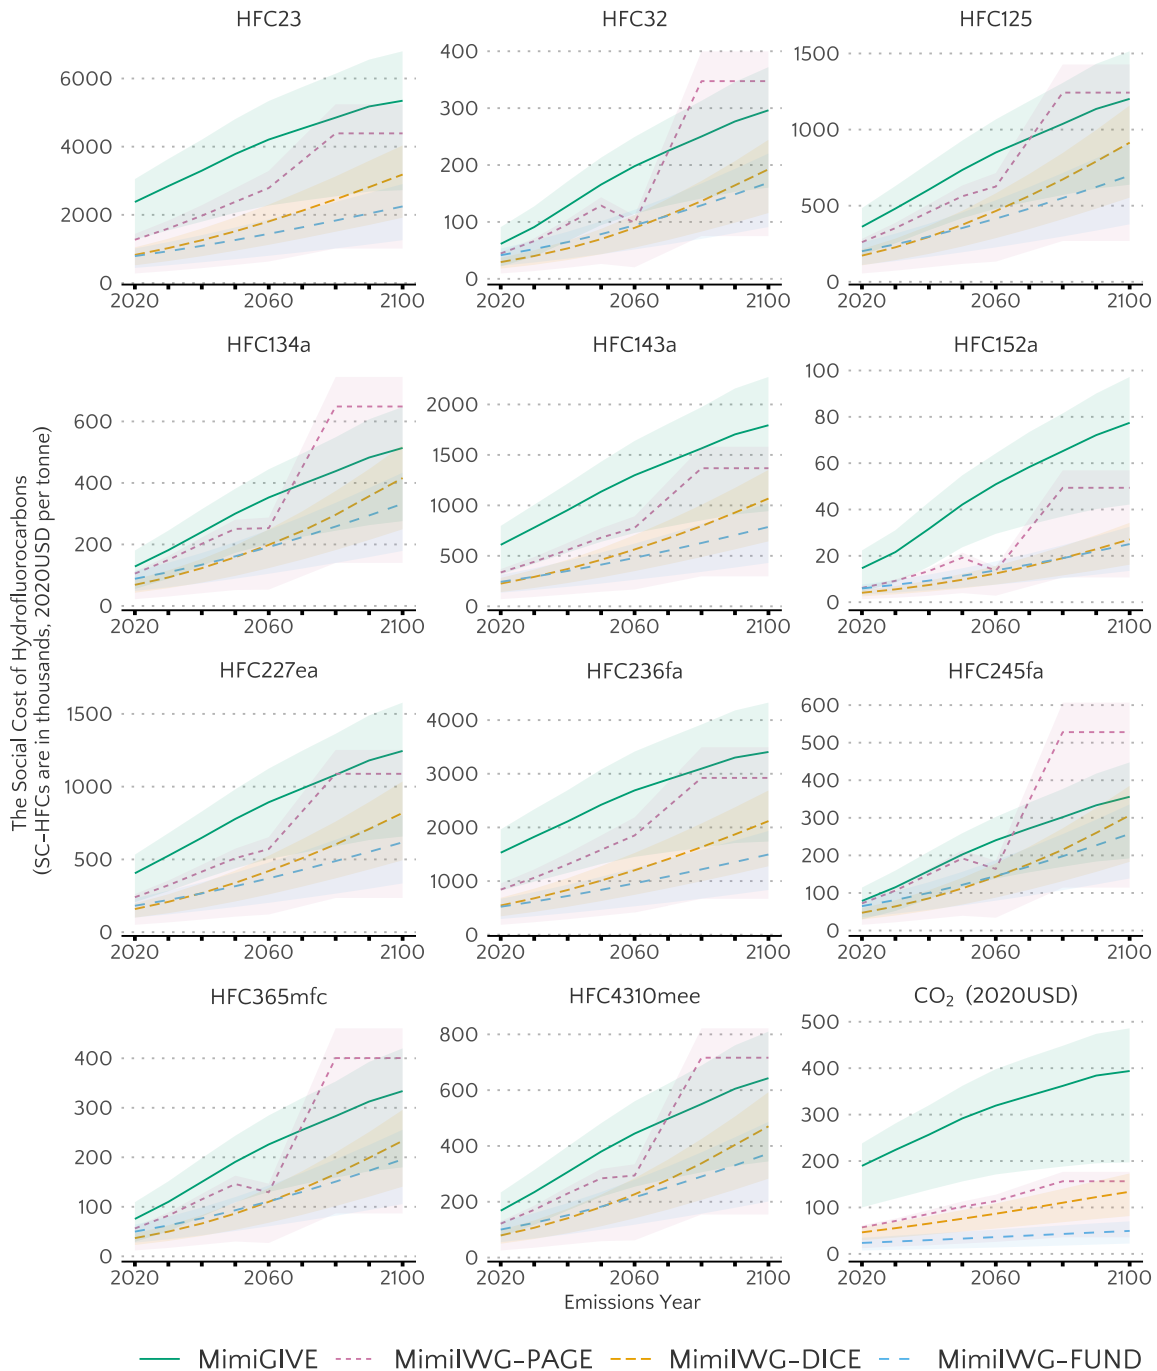 HFC23 HFC32 HFC125
6000 400 1500
4000 300 1000
2000 200 500
0 100 0
0
2020 2060 2100 2020 2060 2100 2020 2060 2100
HFC134a HFC143a HFC152a
600 2000 100
400 1500 80
200 1000 60
0 500 40
0 20
0
2020 2060 2100 2020 2060 2100 2020 2060 2100
The Social Cost of Hydrofluorocarbons
(SC-HFCs are in thousands, 2020USD per tonne)
HFC227ea HFC236fa HFC245fa
1500 4000 600
1000 3000 500
500 2000 400
0 1000 300
0 200
100
0
2020 2060 2100 2020 2060 2100 2020 2060 2100
HFC365mfc HFC4310mee CO₂ (2020USD)
400 800 500
300 600 400
200 400 300
100 200 200
0 0 100
0
2020 2060 2100 2020 2060 2100 2020 2060 2100
Emissions Year
MimiGIVE MimiIWG-PAGE MimiIWG-DICE MimiIWG-FUND